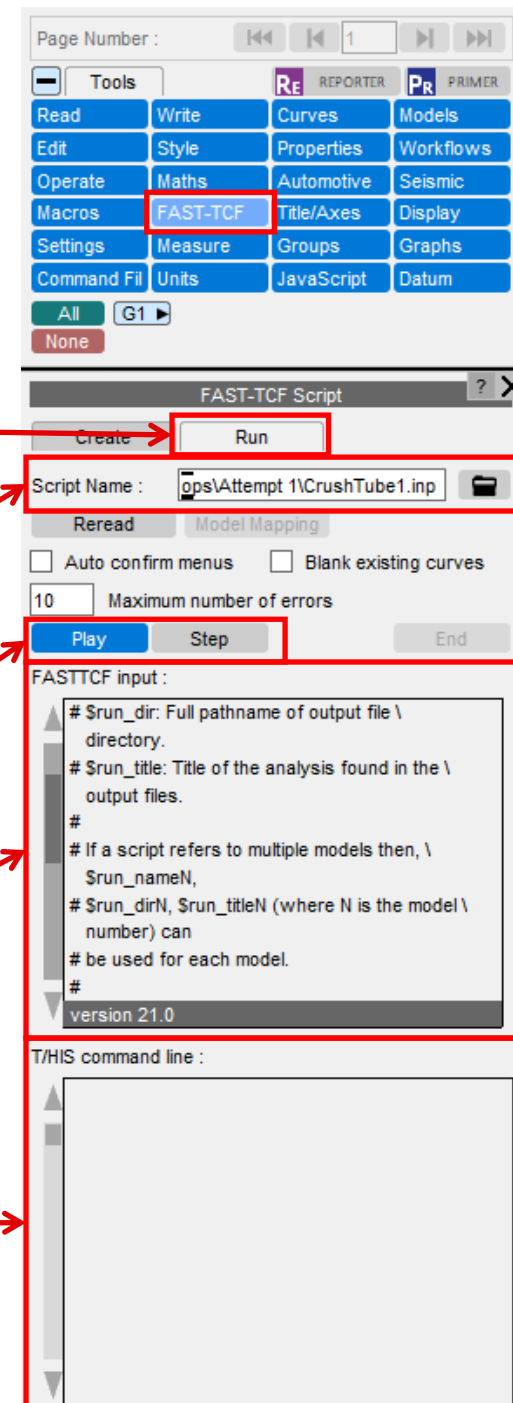 Page Number : 1
Tools RE REPORTER PR PRIMER
Read Write Curves Models
Edit Style Properties Workflows
Operate Maths Automotive Seismic
Macros FAST-TCF Title/Axes Display
Settings Measure Groups Graphs
Command Fil Units JavaScript Datum
All G1
None
FAST-TCF Script ? X
Create Run
Script Name : ops\Attempt 1\CrushTube1.inp
Reread Model Mapping
Auto confirm menus Blank existing curves
10 Maximum number of errors
Play Step End
FASTTCF input :
# $run_dir: Full pathname of output file \
directory.
# $run_title: Title of the analysis found in the \
output files.
#
# If a script refers to multiple models then, \
$run_nameN,
# $run_dirN, $run_titleN (where N is the model \
number) can
# be used for each model.
#
version 21.0
T/HIS command line :